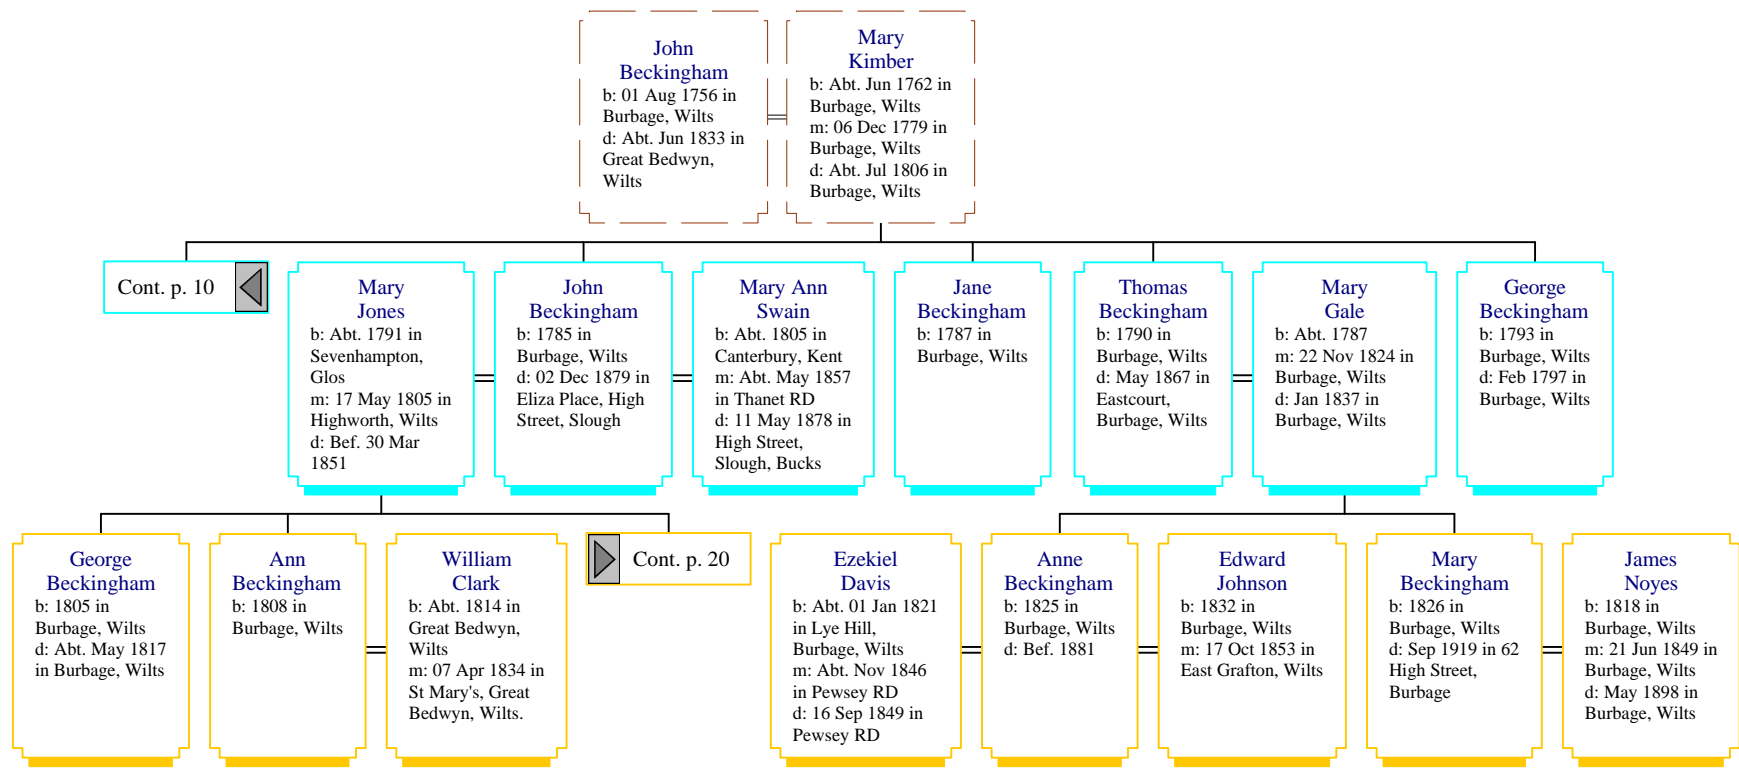 John
Beckingham
b: 01 Aug 1756 in
Burbage, Wilts
d: Abt. Jun 1833 in
Great Bedwyn,
Wilts
Mary
Kimber
b: Abt. Jun 1762 in
Burbage, Wilts
m: 06 Dec 1779 in
Burbage, Wilts
d: Abt. Jul 1806 in
Burbage, Wilts
Cont. p. 10
Mary
Jones
b: Abt. 1791 in
Sevenhampton,
Glos
m: 17 May 1805 in
Highworth, Wilts
d: Bef. 30 Mar
1851
John
Beckingham
b: 1785 in
Burbage, Wilts
d: 02 Dec 1879 in
Eliza Place, High
Street, Slough
Mary Ann
Swain
b: Abt. 1805 in
Canterbury, Kent
m: Abt. May 1857
in Thanet RD
d: 11 May 1878 in
High Street,
Slough, Bucks
Jane
Beckingham
b: 1787 in
Burbage, Wilts
Thomas
Beckingham
b: 1790 in
Burbage, Wilts
d: May 1867 in
Eastcourt,
Burbage, Wilts
Mary
Gale
b: Abt. 1787
m: 22 Nov 1824 in
Burbage, Wilts
d: Jan 1837 in
Burbage, Wilts
George
Beckingham
b: 1793 in
Burbage, Wilts
d: Feb 1797 in
Burbage, Wilts
George
Beckingham
b: 1805 in
Burbage, Wilts
d: Abt. May 1817
in Burbage, Wilts
Ann
Beckingham
b: 1808 in
Burbage, Wilts
William
Clark
b: Abt. 1814 in
Great Bedwyn,
Wilts
m: 07 Apr 1834 in
St Mary's, Great
Bedwyn, Wilts.
Cont. p. 20
Ezekiel
Davis
b: Abt. 01 Jan 1821
in Lye Hill,
Burbage, Wilts
m: Abt. Nov 1846
in Pewsey RD
d: 16 Sep 1849 in
Pewsey RD
Anne
Beckingham
b: 1825 in
Burbage, Wilts
d: Bef. 1881
Edward
Johnson
b: 1832 in
Burbage, Wilts
m: 17 Oct 1853 in
East Grafton, Wilts
Mary
Beckingham
b: 1826 in
Burbage, Wilts
d: Sep 1919 in 62
High Street,
Burbage
James
Noyes
b: 1818 in
Burbage, Wilts
m: 21 Jun 1849 in
Burbage, Wilts
d: May 1898 in
Burbage, Wilts